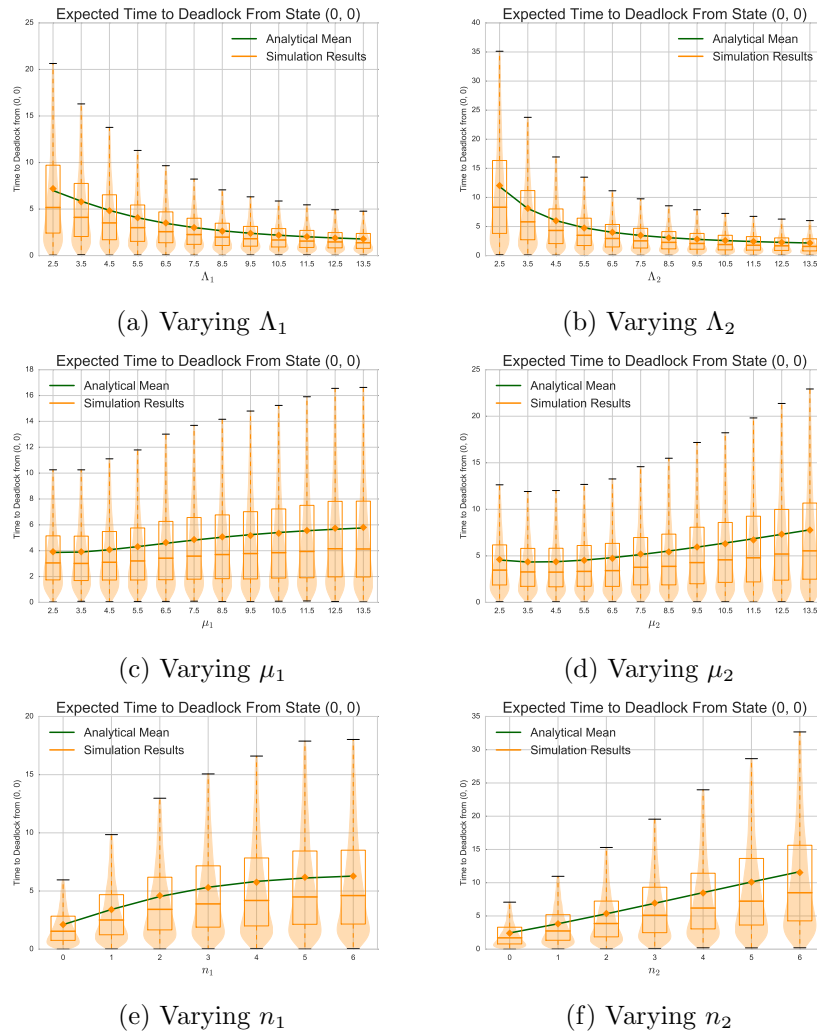 Expected Time to Deadlock From State (0, 0)
25
20
15
10
5
0
Time to Deadlock from (0, 0)
Analytical Mean
Simulation Results
2.5 3.5 4.5 5.5 6.5 7.5 8.5 9.5 10.5 11.5 12.5 13.5
Λ1
(a) Varying Λ1
Expected Time to Deadlock From State (0, 0)
40
35
30
25
20
15
10
5
0
Time to Deadlock from (0, 0)
Analytical Mean
Simulation Results
2.5 3.5 4.5 5.5 6.5 7.5 8.5 9.5 10.5 11.5 12.5 13.5
Λ2
(b) Varying Λ2
Expected Time to Deadlock From State (0, 0)
18
16
14
12
10
8
6
4
2
0
Time to Deadlock from (0, 0)
Analytical Mean
Simulation Results
2.5 3.5 4.5 5.5 6.5 7.5 8.5 9.5 10.5 11.5 12.5 13.5
μ1
(c) Varying μ1
Expected Time to Deadlock From State (0, 0)
25
20
15
10
5
0
Time to Deadlock from (0, 0)
Analytical Mean
Simulation Results
2.5 3.5 4.5 5.5 6.5 7.5 8.5 9.5 10.5 11.5 12.5 13.5
μ2
(d) Varying μ2
Expected Time to Deadlock From State (0, 0)
20
15
10
5
0
Time to Deadlock from (0, 0)
Analytical Mean
Simulation Results
0 1 2 3 4 5 6
n1
(e) Varying n1
Expected Time to Deadlock From State (0, 0)
35
30
25
20
15
10
5
0
Time to Deadlock from (0, 0)
Analytical Mean
Simulation Results
0 1 2 3 4 5 6
n2
(f) Varying n2